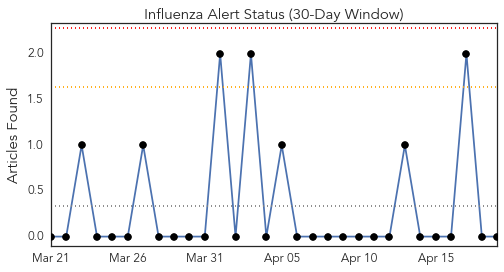 Influenza Alert Status (30-Day Window)
Articles Found
2.0
1.5
1.0
0.5
0.0
Mar 21 Mar 26 Mar 31 Apr 05 Apr 10 Apr 15